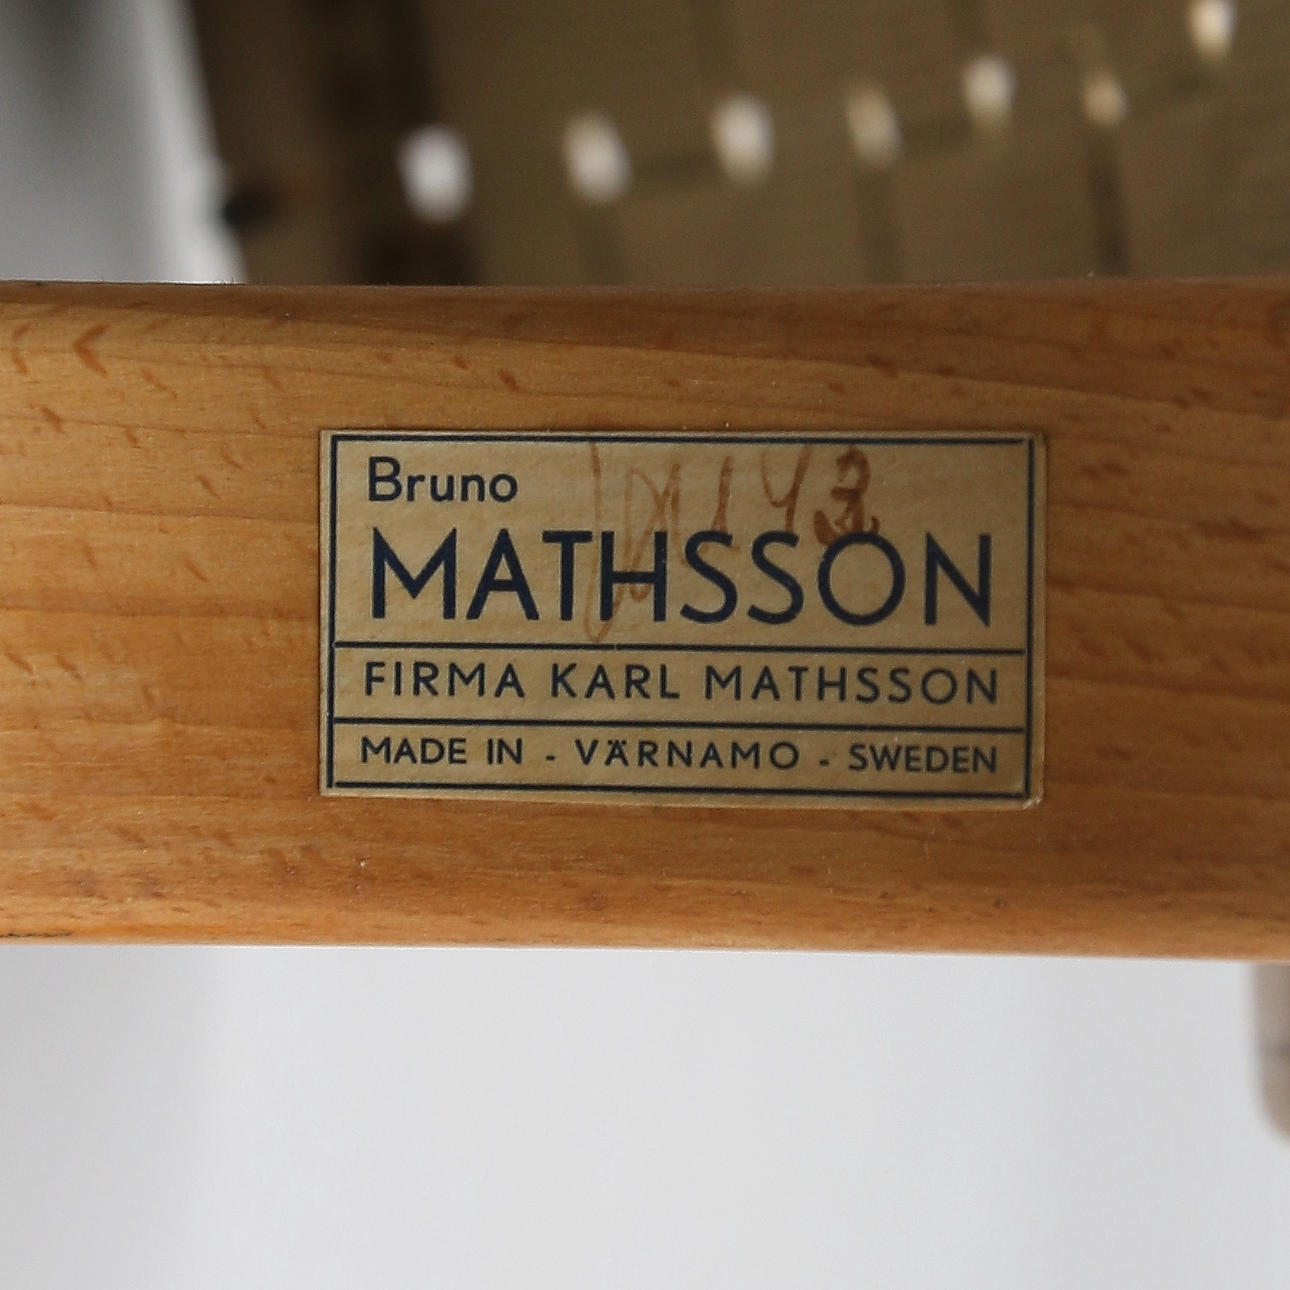 Bruno
MATHSSON
FIRMA KARL MATHSSON
MADE IN - VÄRNAMO - SWEDEN